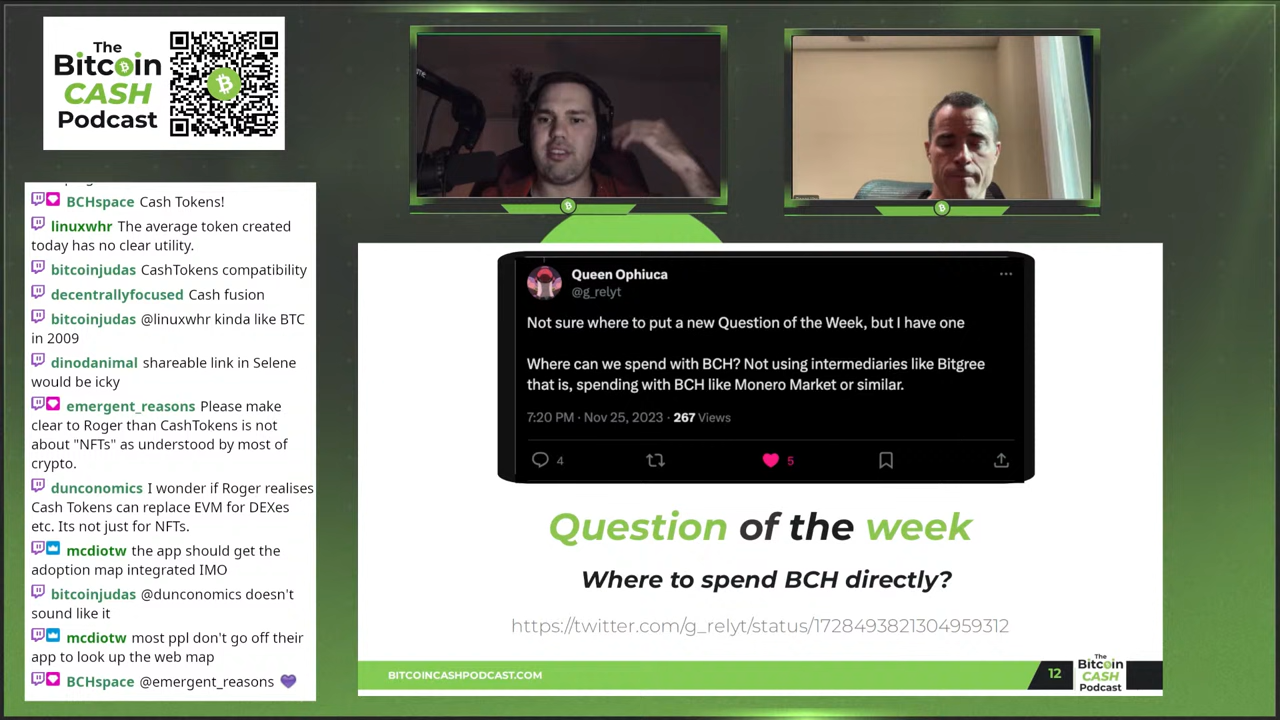 The
Bitcoin
CASH
Podcast
BCHspace Cash Tokens!
linuxwhr The average token created
today has no clear utility.
bitcoinjudas CashTokens compatibility
decentrallyfocused Cash fusion
bitcoinjudas @linuxwhr kinda like BTC
in 2009
dinodanimal shareable link in Selene
would be icky
emergent_reasons Please make
clear to Roger than CashTokens is not
about "NFTs" as understood by most of
crypto.
dunconomics I wonder if Roger realises
Cash Tokens can replace EVM for DEXes
etc. Its not just for NFTs.
mcdiotw the app should get the
adoption map integrated IMO
bitcoinjudas @dunconomics doesn't
sound like it
mcdiotw most ppl don't go off their
app to look up the web map
BCHspace @emergent_reasons 💜
Queen Ophiuca
@g_relyt
Not sure where to put a new Question of the Week, but I have one
Where can we spend with BCH? Not using intermediaries like Bitgree
that is, spending with BCH like Monero Market or similar.
7:20 PM · Nov 25, 2023 · 267 Views
4
5
Question of the week
Where to spend BCH directly?
https://twitter.com/g_relyt/status/1728493821304959312
BITCOINCASHPODCAST.COM
12
The
Bitcoin
CASH
Podcast